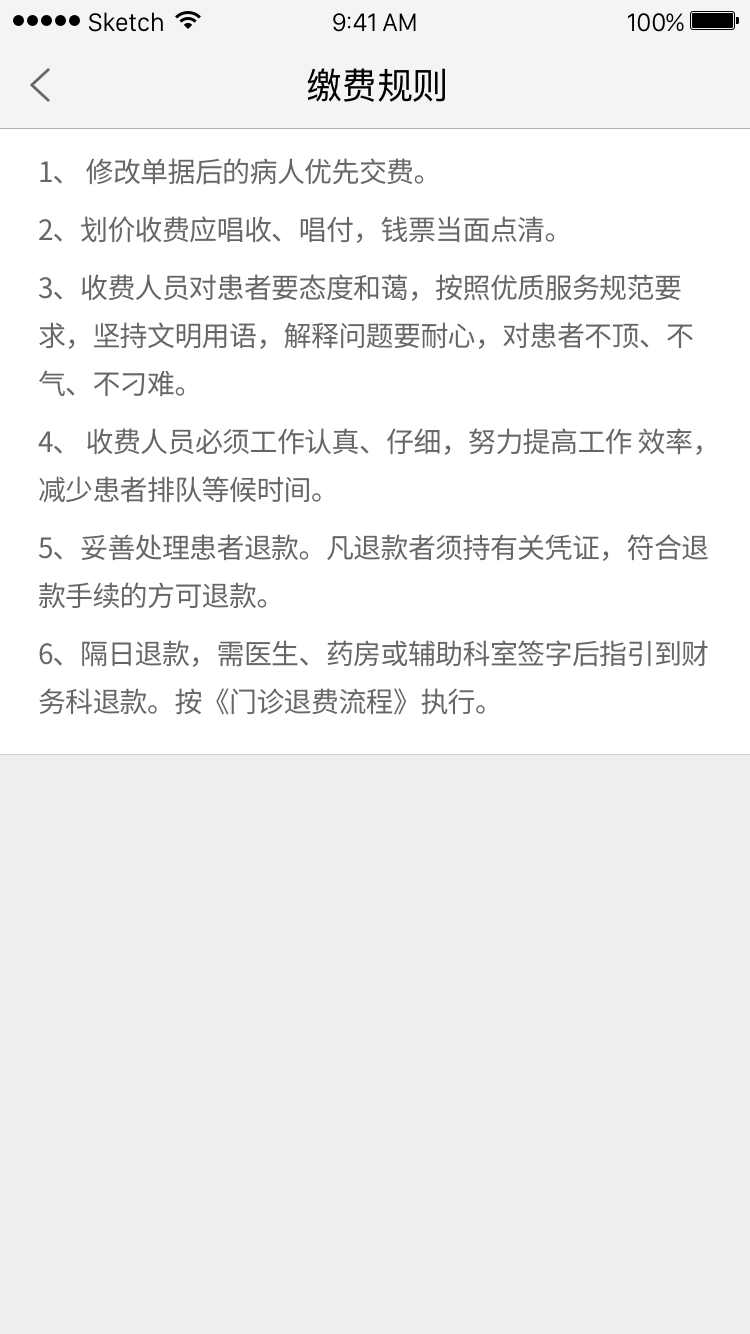 Sketch 9:41 AM 100%
缴费规则
1、 修改单据后的病人优先交费。
2、划价收费应唱收、唱付，钱票当面点清。
3、收费人员对患者要态度和蔼，按照优质服务规范要
求，坚持文明用语，解释问题要耐心，对患者不顶、不
气、不刁难。
4、 收费人员必须工作认真、仔细，努力提高工作 效率，
减少患者排队等候时间。
5、妥善处理患者退款。凡退款者须持有关凭证，符合退
款手续的方可退款。
6、隔日退款，需医生、药房或辅助科室签字后指引到财
务科退款。按《门诊退费流程》执行。